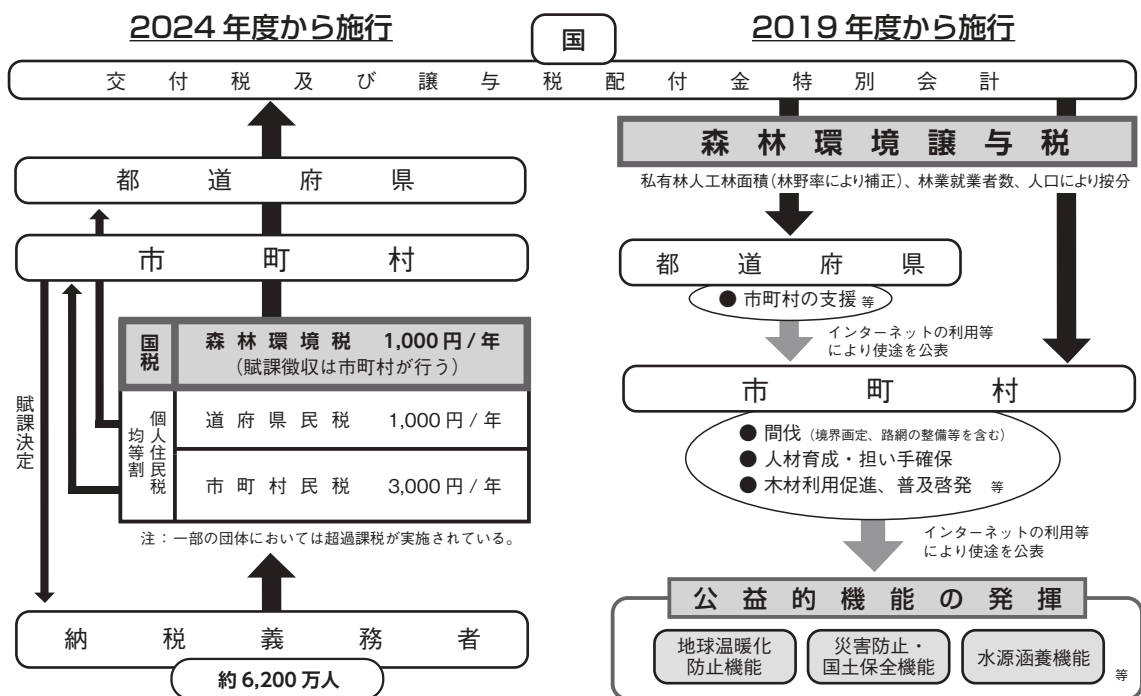 2024年度から施行
国
2019年度から施行
交付税及び譲与税配付金特別会計
都道府県
市町村
国税
森林環境税 1,000円/年
(賦課徴収は市町村が行う)
個人住民税
均等割
道府県民税 1,000円/年
市町村民税 3,000円/年
賦課決定
注:一部の団体においては超過課税が実施されている。
納税義務者
約6,200万人
森林環境譲与税
私有林人工林面積(林野率により補正)、林業就業者数、人口により按分
都道府県
● 市町村の支援 等
インターネットの利用等
により使途を公表
市町村
● 間伐(境界画定、路網の整備等を含む)
● 人材育成・担い手確保
● 木材利用促進、普及啓発 等
インターネットの利用等
により使途を公表
公益的機能の発揮
地球温暖化
防止機能
災害防止・
国土保全機能
水源涵養機能
等